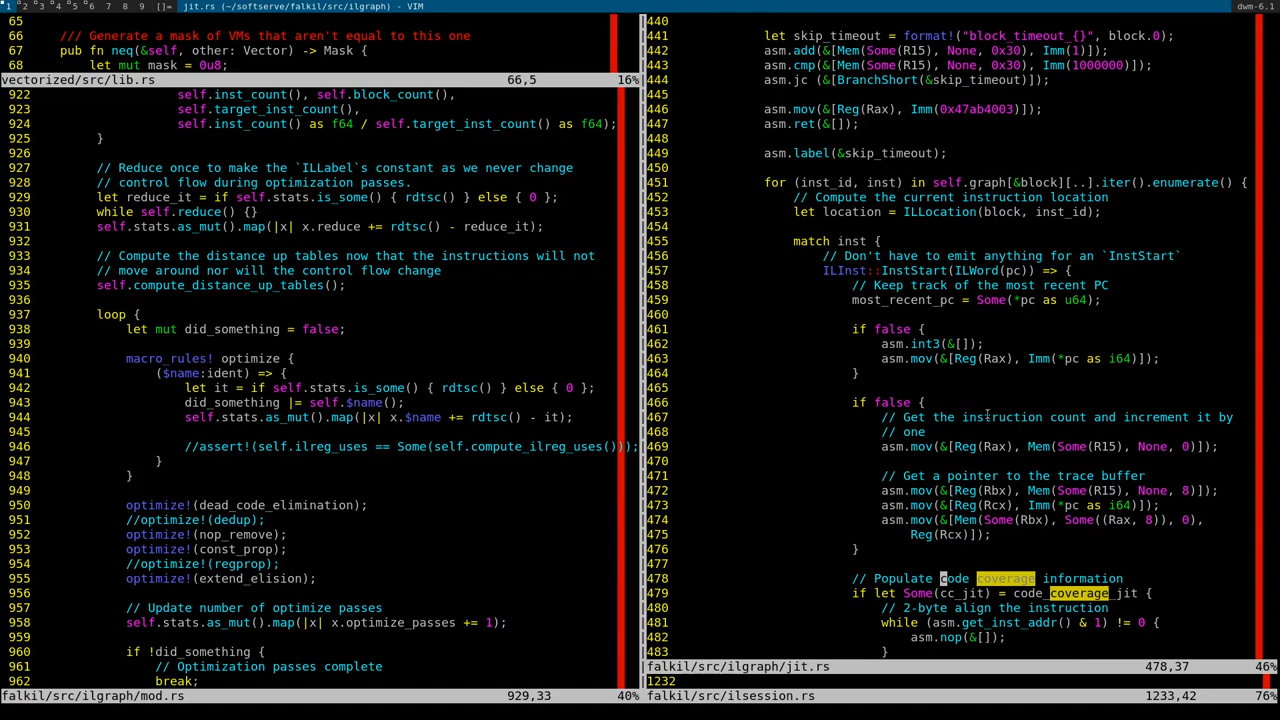 1 2 3 4 5 6 7 8 9 []= jit.rs (~/softserve/falkil/src/ilgraph) - VIM dwm-6.1
65
66 /// Generate a mask of VMs that aren't equal to this one
67 pub fn neq(&self, other: Vector) -> Mask {
68 let mut mask = 0u8;
vectorized/src/lib.rs 66,5 16%
922 self.inst_count(), self.block_count(),
923 self.target_inst_count(),
924 self.inst_count() as f64 / self.target_inst_count() as f64);
925 }
926
927 // Reduce once to make the `ILLabel`s constant as we never change
928 // control flow during optimization passes.
929 let reduce_it = if self.stats.is_some() { rdtsc() } else { 0 };
930 while self.reduce() {}
931 self.stats.as_mut().map(|x| x.reduce += rdtsc() - reduce_it);
932
933 // Compute the distance up tables now that the instructions will not
934 // move around nor will the control flow change
935 self.compute_distance_up_tables();
936
937 loop {
938 let mut did_something = false;
939
940 macro_rules! optimize {
941 ($name:ident) => {
942 let it = if self.stats.is_some() { rdtsc() } else { 0 };
943 did_something |= self.$name();
944 self.stats.as_mut().map(|x| x.$name += rdtsc() - it);
945
946 //assert!(self.ilreg_uses == Some(self.compute_ilreg_uses()));
947 }
948 }
949
950 optimize!(dead_code_elimination);
951 //optimize!(dedup);
952 optimize!(nop_remove);
953 optimize!(const_prop);
954 //optimize!(regprop);
955 optimize!(extend_elision);
956
957 // Update number of optimize passes
958 self.stats.as_mut().map(|x| x.optimize_passes += 1);
959
960 if !did_something {
961 // Optimization passes complete
962 break;
falkil/src/ilgraph/mod.rs 929,33 40%
440
441 let skip_timeout = format!("block_timeout_{}", block.0);
442 asm.add(&[Mem(Some(R15), None, 0x30), Imm(1)]);
443 asm.cmp(&[Mem(Some(R15), None, 0x30), Imm(1000000)]);
444 asm.jc (&[BranchShort(&skip_timeout)]);
445
446 asm.mov(&[Reg(Rax), Imm(0x47ab4003)]);
447 asm.ret(&[]);
448
449 asm.label(&skip_timeout);
450
451 for (inst_id, inst) in self.graph[&block][..].iter().enumerate() {
452 // Compute the current instruction location
453 let location = ILLocation(block, inst_id);
454
455 match inst {
456 // Don't have to emit anything for an `InstStart`
457 ILInst::InstStart(ILWord(pc)) => {
458 // Keep track of the most recent PC
459 most_recent_pc = Some(*pc as u64);
460
461 if false {
462 asm.int3(&[]);
463 asm.mov(&[Reg(Rax), Imm(*pc as i64)]);
464 }
465
466 if false {
467 // Get the instruction count and increment it by
468 // one
469 asm.mov(&[Reg(Rax), Mem(Some(R15), None, 0)]);
470
471 // Get a pointer to the trace buffer
472 asm.mov(&[Reg(Rbx), Mem(Some(R15), None, 8)]);
473 asm.mov(&[Reg(Rcx), Imm(*pc as i64)]);
474 asm.mov(&[Mem(Some(Rbx), Some((Rax, 8)), 0),
475 Reg(Rcx)]);
476 }
477
478 // Populate code coverage information
479 if let Some(cc_jit) = code_coverage_jit {
480 // 2-byte align the instruction
481 while (asm.get_inst_addr() & 1) != 0 {
482 asm.nop(&[]);
483 }
falkil/src/ilgraph/jit.rs 478,37 46%
1232
falkil/src/ilsession.rs 1233,42 76%